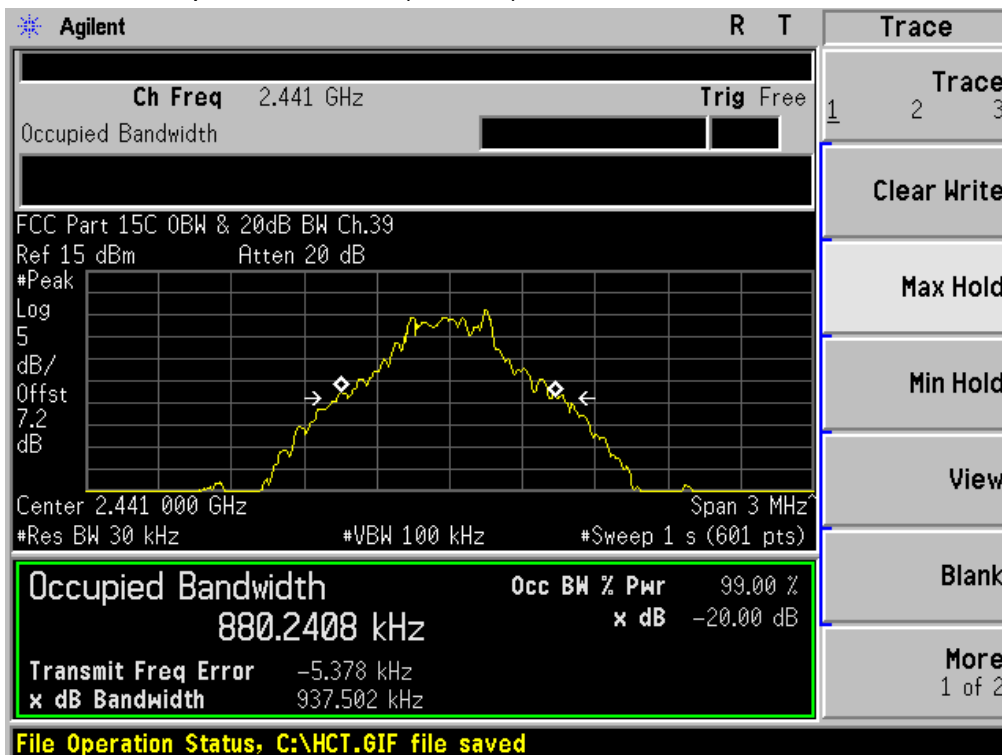 Agilent R T Trace
Ch Freq 2.441 GHz Trig Free
Occupied Bandwidth
Trace
1 2 3
Clear Write
Max Hold
Min Hold
View
Blank
More
1 of 2
FCC Part 15C OBW & 20dB BW Ch.39
Ref 15 dBm Atten 20 dB
#Peak
Log
5
dB/
Offst
7.2
dB
Center 2.441 000 GHz Span 3 MHz^
#Res BW 30 kHz #VBW 100 kHz #Sweep 1 s (601 pts)
Occupied Bandwidth Occ BW % Pwr 99.00 %
880.2408 kHz x dB -20.00 dB
Transmit Freq Error -5.378 kHz
x dB Bandwidth 937.502 kHz
File Operation Status, C:\HCT.GIF file saved